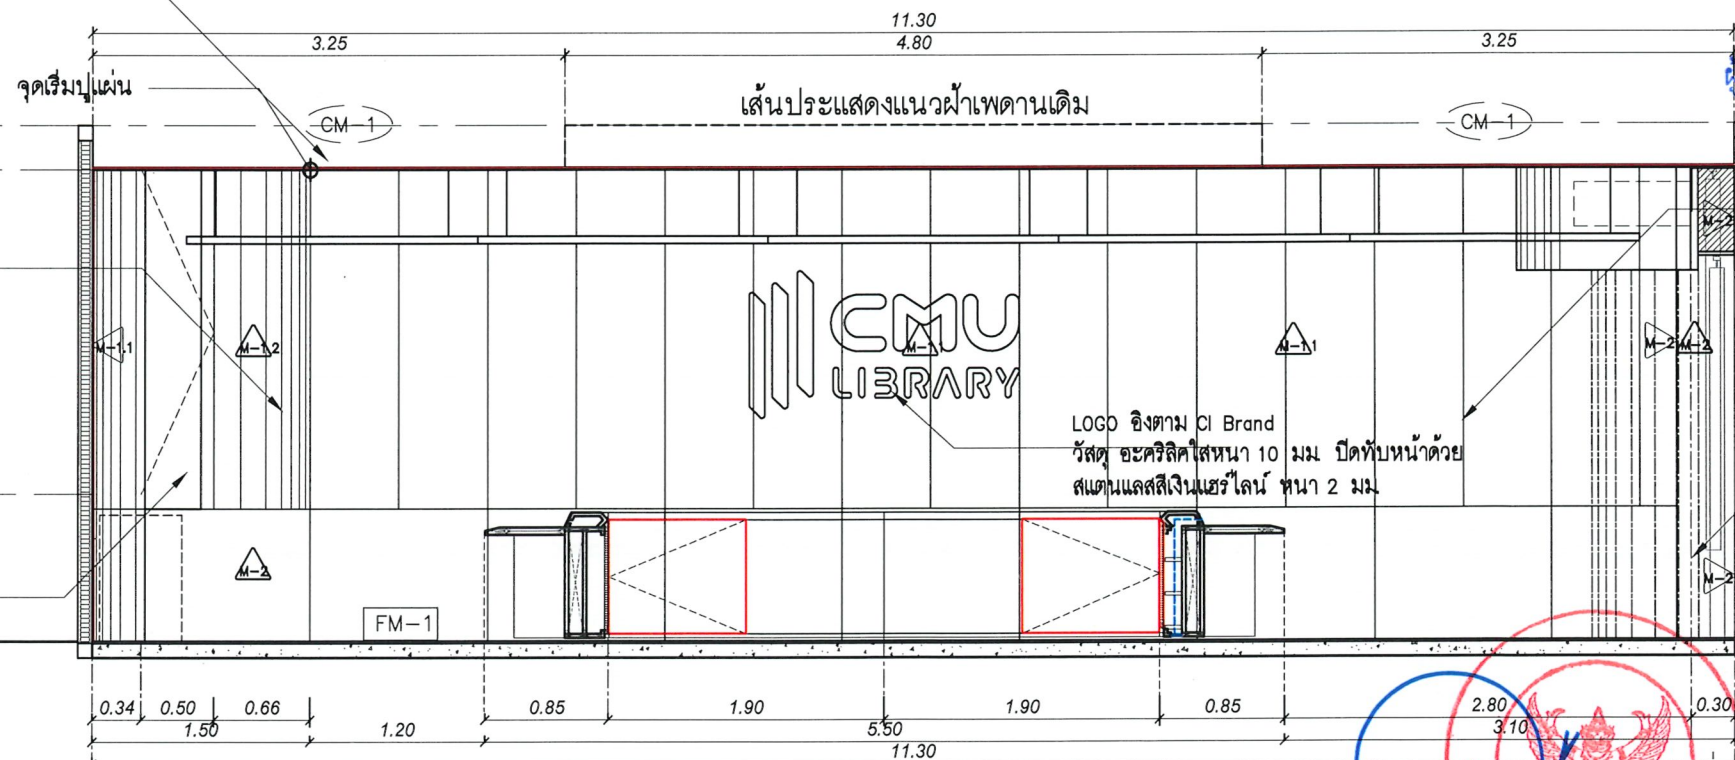 11.30
3.25 4.80 3.25
จุดเริ่มปูแผ่น
เส้นประแสดงแนวฝ้าเพดานเดิม
CM-1 CM-1
M-2
CMU
LIBRARY
M-1.1 M-1.2 M-1.1 M-1.1 M-2 M-2
LOGO อิงตาม CI Brand
วัสดุ อะคริลิคใสหนา 10 มม. ปิดทับหน้าด้วย
สแตนแลสสีเงินแฮร์ไลน์ หนา 2 มม.
M-2 M-2
FM-1
0.34 0.50 0.66 0.85 1.90 1.90 0.85 2.80 0.30
1.50 1.20 5.50 3.10
11.30